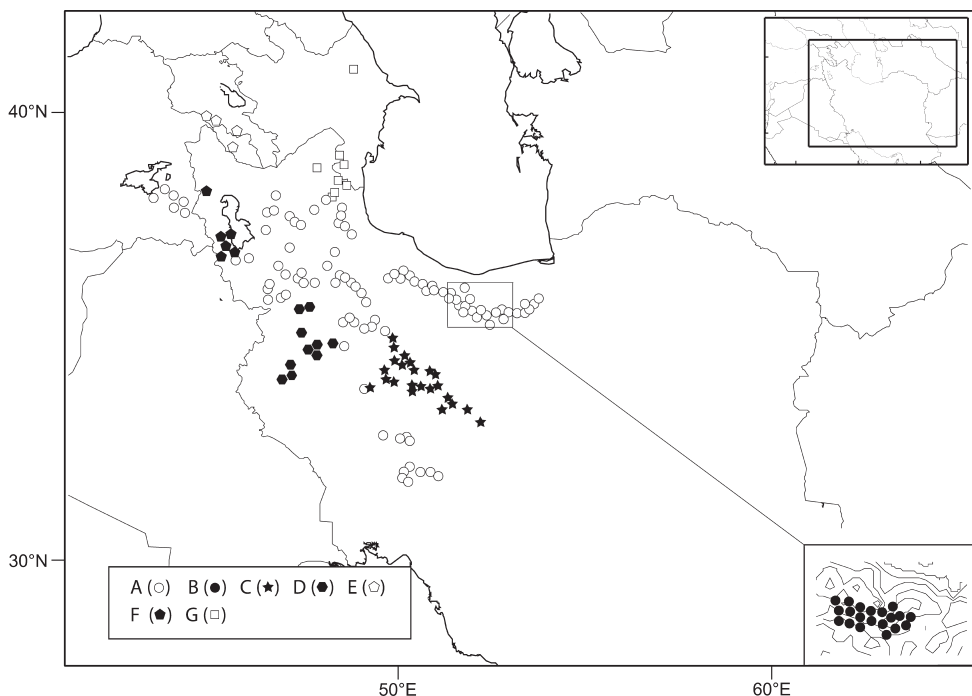 40°N
30°N
A (○) B (●) C (★) D (⬣) E (⬠)
F (⬟) G (□)
50°E
60°E